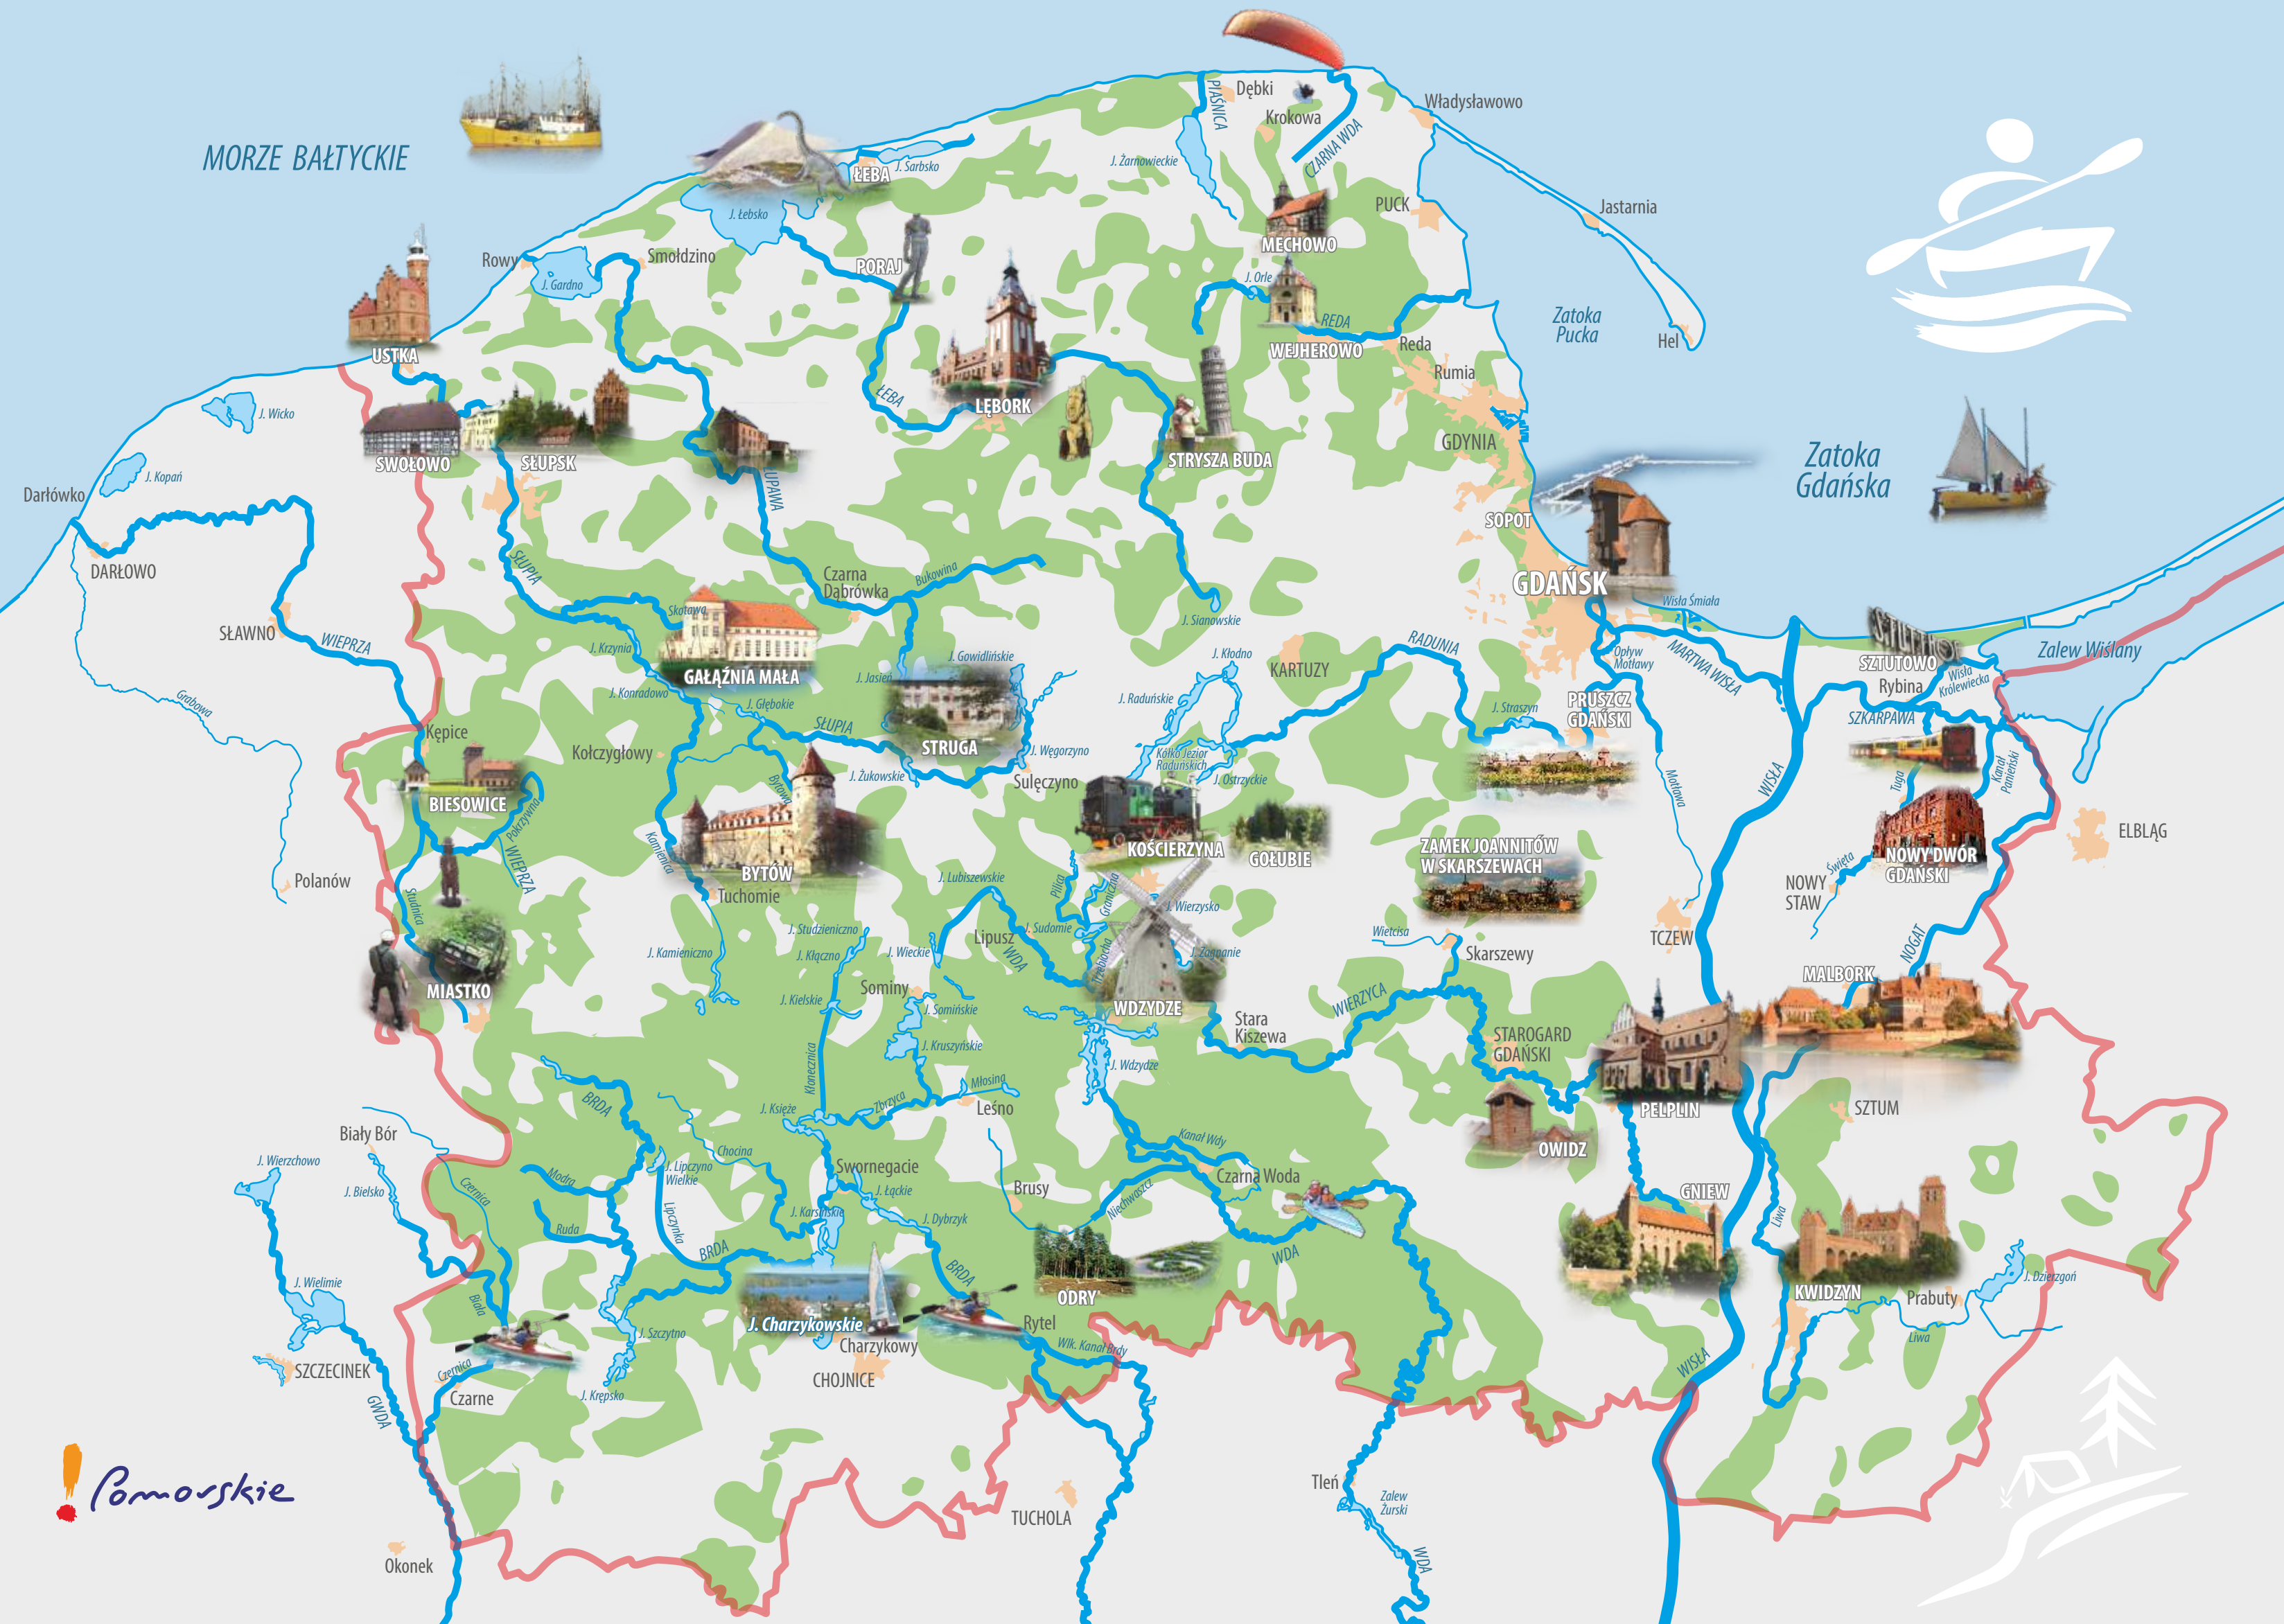 MORZE BAŁTYCKIE
Dębki
Krokowa
PIAŚNICA
CZARNA WDA
Władysławowo
J. Żarnowieckie
ŁEBA
J. Sarbsko
J. Łebsko
PUCK
Jastarnia
MECHOWO
Rowy
Smołdzino
J. Gardno
PORAJ
J. Orle
REDA
WEJHEROWO
Reda
Rumia
Zatoka
Pucka
Hel
USTKA
J. Wicko
ŁEBA
LĘBORK
GDYNIA
STRYSZA BUDA
SWOŁOWO
SŁUPSK
J. Kopań
Darłówko
Zatoka
Gdańska
SOPOT
DARŁOWO
SŁUPIA
Czarna
Dąbrówka
Bukowina
GDAŃSK
Wisła Śmiała
SŁAWNO
WIEPRZA
Skotawa
J. Krzynia
J. Sianowskie
RADUNIA
Opływ
Motławy
MARTWA WISŁA
SZTUTOWO
Rybina
Wisła
Królewiecka
Zalew Wiślany
Grabowa
GAŁĄŹNIA MAŁA
J. Konradowo
J. Głębokie
J. Jasień
J. Gowidlińskie
J. Kłodno
KARTUZY
J. Raduńskie
J. Straszyn
PRUSZCZ
GDAŃSKI
SZKARPAWA
Kępice
Kołczygłowy
SŁUPIA
STRUGA
J. Węgorzyno
J. Żukowskie
Sulęczyno
Kółko Jezior
Raduńskich
J. Ostrzyckie
Motława
WISŁA
Tuga
Kanał
Panieński
BIESOWICE
Pokrzywna
WIEPRZA
Bytowa
BYTÓW
Kamienica
Tuchomie
KOŚCIERZYNA
GOŁUBIE
ZAMEK JOANNITÓW
W SKARSZEWACH
NOWY DWÓR
GDAŃSKI
ELBLĄG
Święta
NOWY
STAW
Polanów
Studnica
J. Lubiszewskie
Pilica
Graniczna
J. Wierzysko
J. Studzieniczno
J. Wieckie
Lipusz
J. Sudomie
WDA
Trzebiocha
J. Zagnanie
Wietcisa
Skarszewy
TCZEW
NOGAT
J. Kamieniczno
J. Kłączno
MIASTKO
J. Kielskie
Sominy
J. Somińskie
WDZYDZE
Stara
Kiszewa
WIERZYCA
MALBORK
STAROGARD
GDAŃSKI
J. Kruszyńskie
Kłonecznica
J. Wdzydze
BRDA
J. Księże
Zbrzyca
Młosina
Leśno
PELPLIN
SZTUM
OWIDZ
Biały Bór
J. Wierzchowo
J. Bielsko
Czernica
Modra
J. Lipczyno
Wielkie
Chocina
Swornegacie
J. Łąckie
Kanał Wdy
Czarna Woda
Brusy
Niechwaszcz
GNIEW
Liwa
Ruda
Lipczynka
J. Karsińskie
J. Dybrzyk
BRDA
BRDA
WDA
J. Wielimie
Biała
ODRY
KWIDZYN
Prabuty
J. Dzierzgoń
Liwa
J. Charzykowskie
Charzykowy
Rytel
Wlk. Kanał Brdy
J. Szczytno
SZCZECINEK
Czernica
Czarne
J. Krępsko
CHOJNICE
GWDA
WISŁA
Pomorskie
TUCHOLA
Tleń
Zalew
Żurski
Okonek
WDA